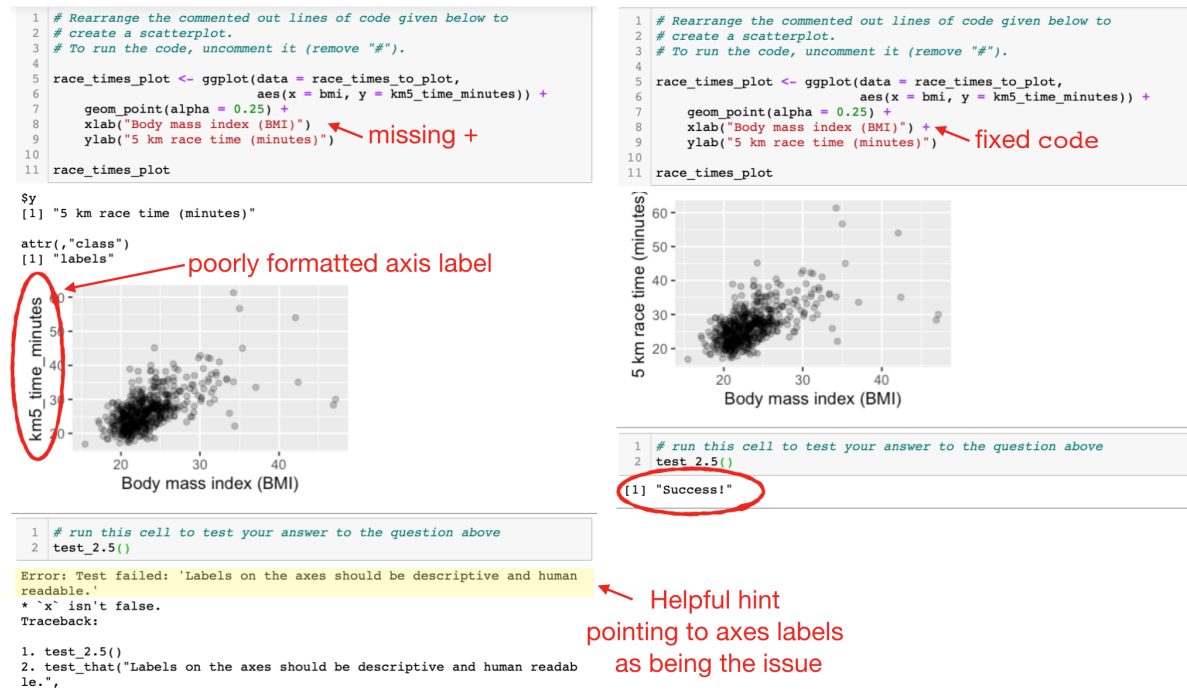 1 # Rearrange the commented out lines of code given below to
2 # create a scatterplot.
3 # To run the code, uncomment it (remove "#").
4
5 race_times_plot <- ggplot(data = race_times_to_plot,
6 aes(x = bmi, y = km5_time_minutes)) +
7 geom_point(alpha = 0.25) +
8 xlab("Body mass index (BMI)")
9 ylab("5 km race time (minutes)")
10
11 race_times_plot
missing +
$y
[1] "5 km race time (minutes)"
attr(,"class")
[1] "labels"
poorly formatted axis label
km5_time_minutes
60
50
40
30
20
20 30 40
Body mass index (BMI)
1 # run this cell to test your answer to the question above
2 test_2.5()
Error: Test failed: 'Labels on the axes should be descriptive and human
readable.'
* `x` isn't false.
Traceback:
1. test_2.5()
2. test_that("Labels on the axes should be descriptive and human readab
le.",
Helpful hint
pointing to axes labels
as being the issue
1 # Rearrange the commented out lines of code given below to
2 # create a scatterplot.
3 # To run the code, uncomment it (remove "#").
4
5 race_times_plot <- ggplot(data = race_times_to_plot,
6 aes(x = bmi, y = km5_time_minutes)) +
7 geom_point(alpha = 0.25) +
8 xlab("Body mass index (BMI)") +
9 ylab("5 km race time (minutes)")
10
11 race_times_plot
fixed code
5 km race time (minutes)
60
50
40
30
20
20 30 40
Body mass index (BMI)
1 # run this cell to test your answer to the question above
2 test_2.5()
[1] "Success!"